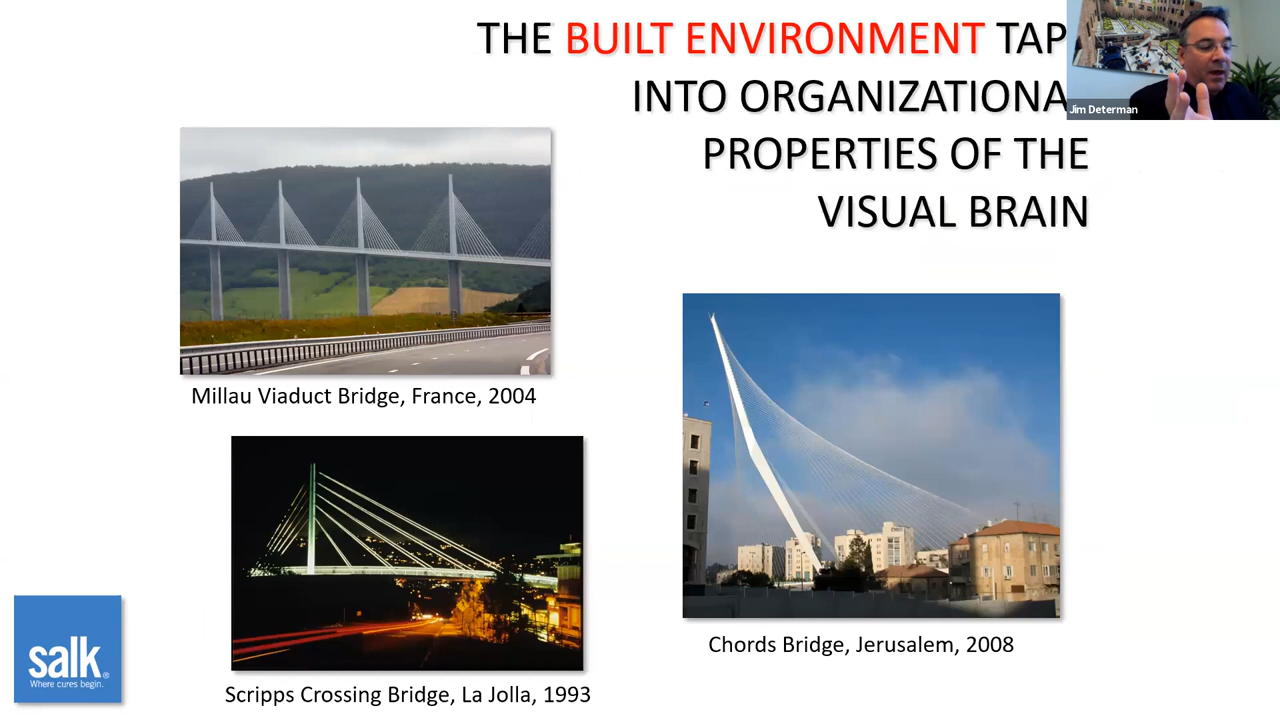 THE BUILT ENVIRONMENT TAP
INTO ORGANIZATIONA
PROPERTIES OF THE
VISUAL BRAIN
Jim Determan
Millau Viaduct Bridge, France, 2004
Chords Bridge, Jerusalem, 2008
salk®
Where cures begin.
Scripps Crossing Bridge, La Jolla, 1993